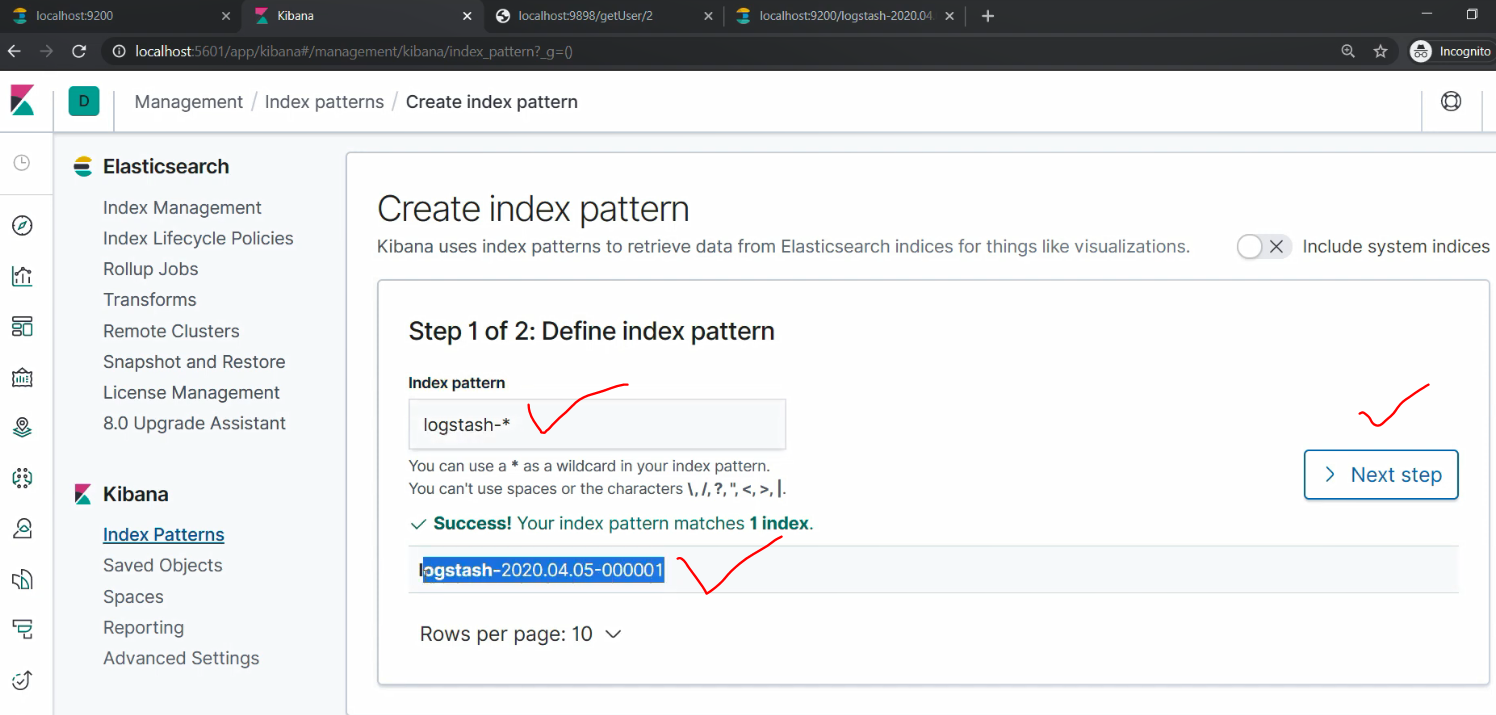 localhost:9200
Kibana
localhost:9898/getUser/2
localhost:9200/logstash-2020.04.
localhost:5601/app/kibana#/management/kibana/index_pattern?_g=()
Incognito
D
Management / Index patterns / Create index pattern
Elasticsearch
Index Management
Index Lifecycle Policies
Rollup Jobs
Transforms
Remote Clusters
Snapshot and Restore
License Management
8.0 Upgrade Assistant
Kibana
Index Patterns
Saved Objects
Spaces
Reporting
Advanced Settings
Create index pattern
Kibana uses index patterns to retrieve data from Elasticsearch indices for things like visualizations.
Include system indices
Step 1 of 2: Define index pattern
Index pattern
logstash-*
You can use a * as a wildcard in your index pattern.
You can't use spaces or the characters \, /, ?, ", <, >, |.
Next step
Success! Your index pattern matches 1 index.
logstash-2020.04.05-000001
Rows per page: 10